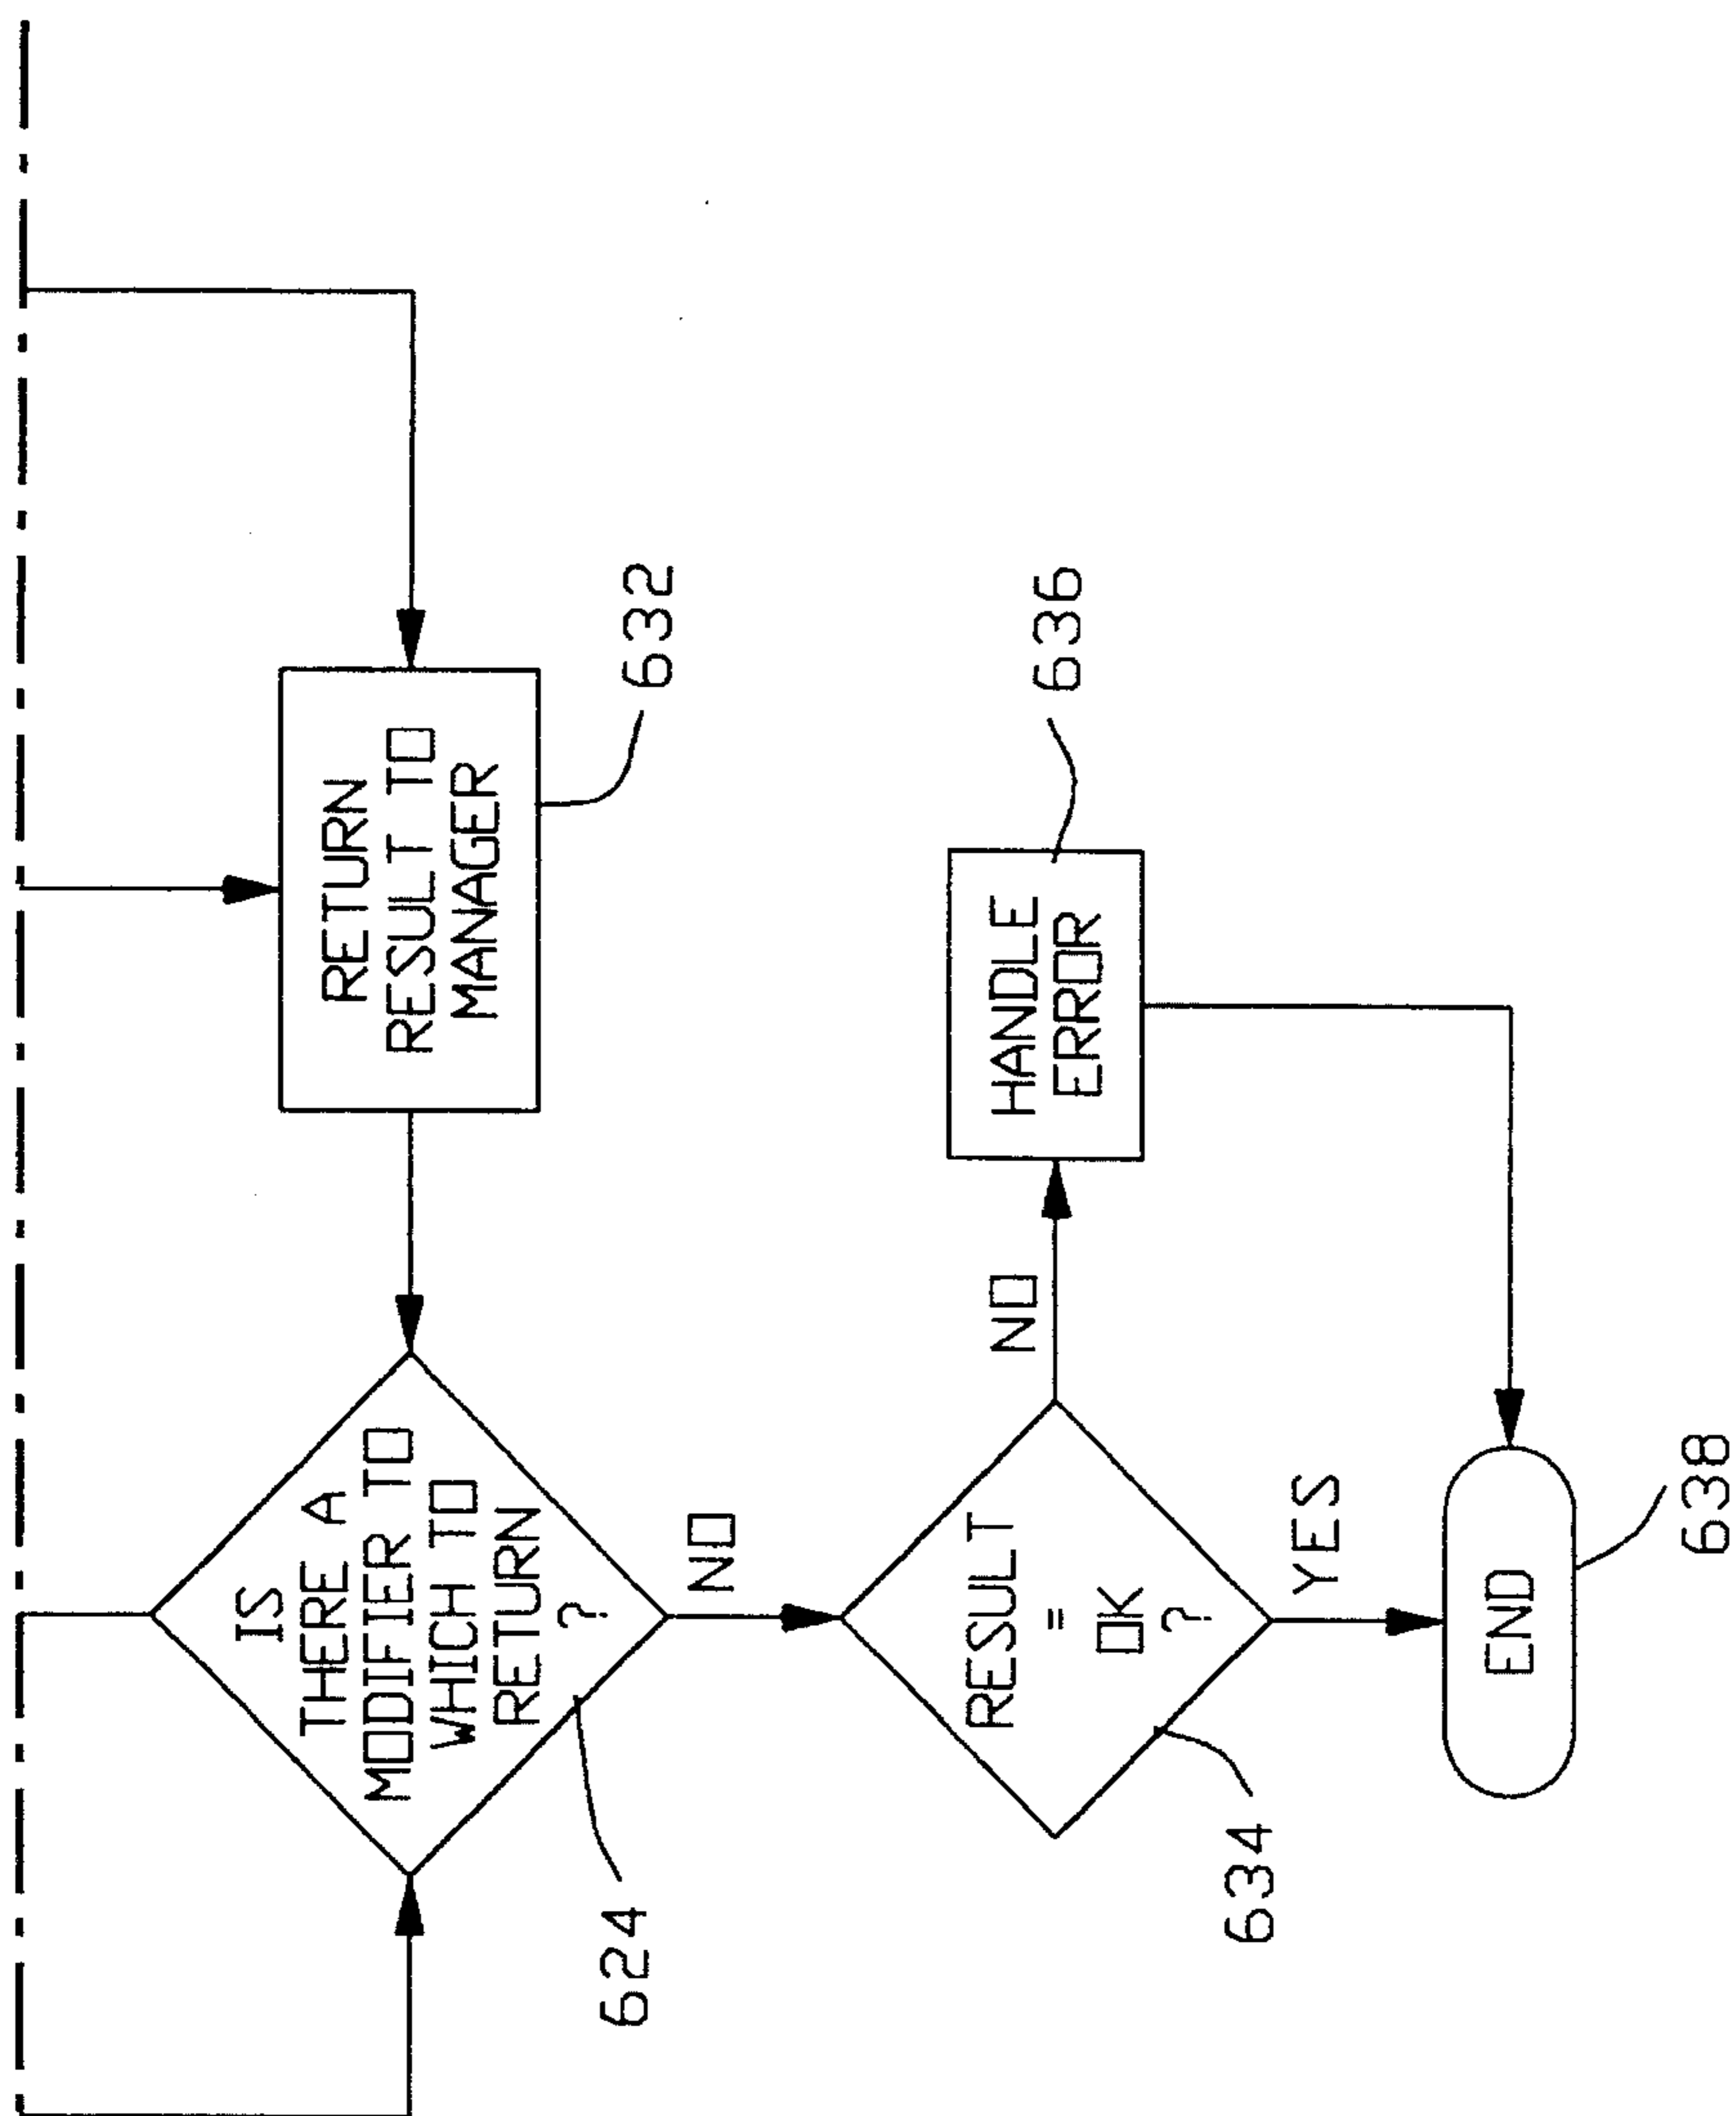 IS
THERE A
MODIFIER TO
WHICH TO
RETURN
?
624
NO
RETURN
RESULT TO
MANAGER
632
RESULT
=
OK
?
634
NO
YES
HANDLE
ERROR
636
END
638